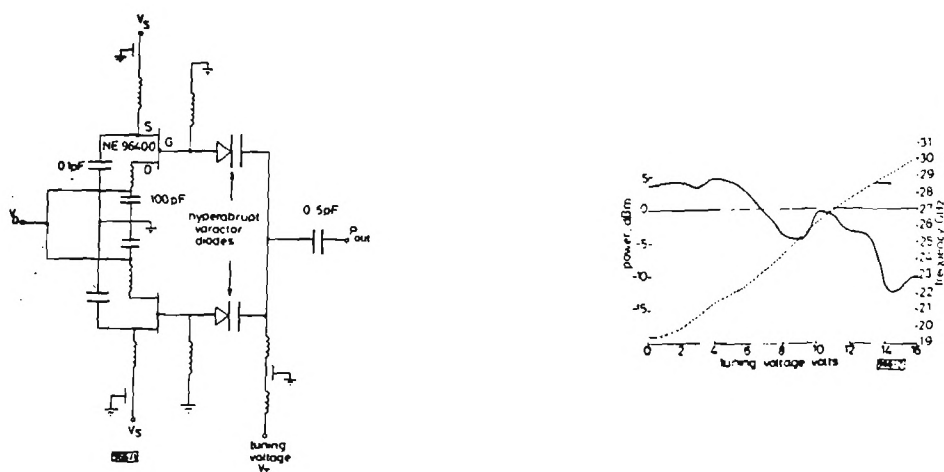 VS
S
NE 96400
G
0.1pF
D
100pF
hyperabrupt
varactor
diodes
0.5pF
Pout
VS
tuning
voltage
VT
5
0
-5
-10
-15
power, dBm
0
2
4
6
8
10
12
14
16
tuning voltage volts
31
30
29
28
27
26
25
24
23
22
21
20
19
frequency GHz